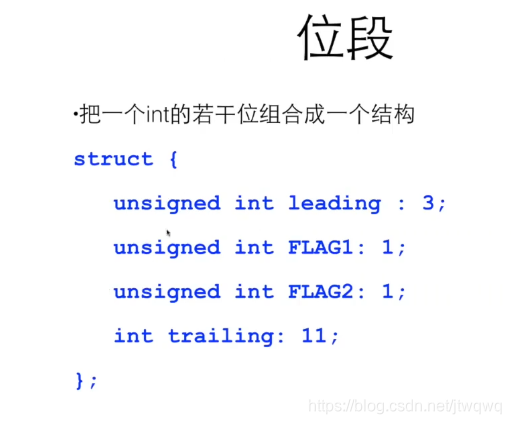 位段
•把一个int的若干位组合成一个结构
struct {
unsigned int leading : 3;
unsigned int FLAG1: 1;
unsigned int FLAG2: 1;
int trailing: 11;
};
https://blog.csdn.net/jtwqwq